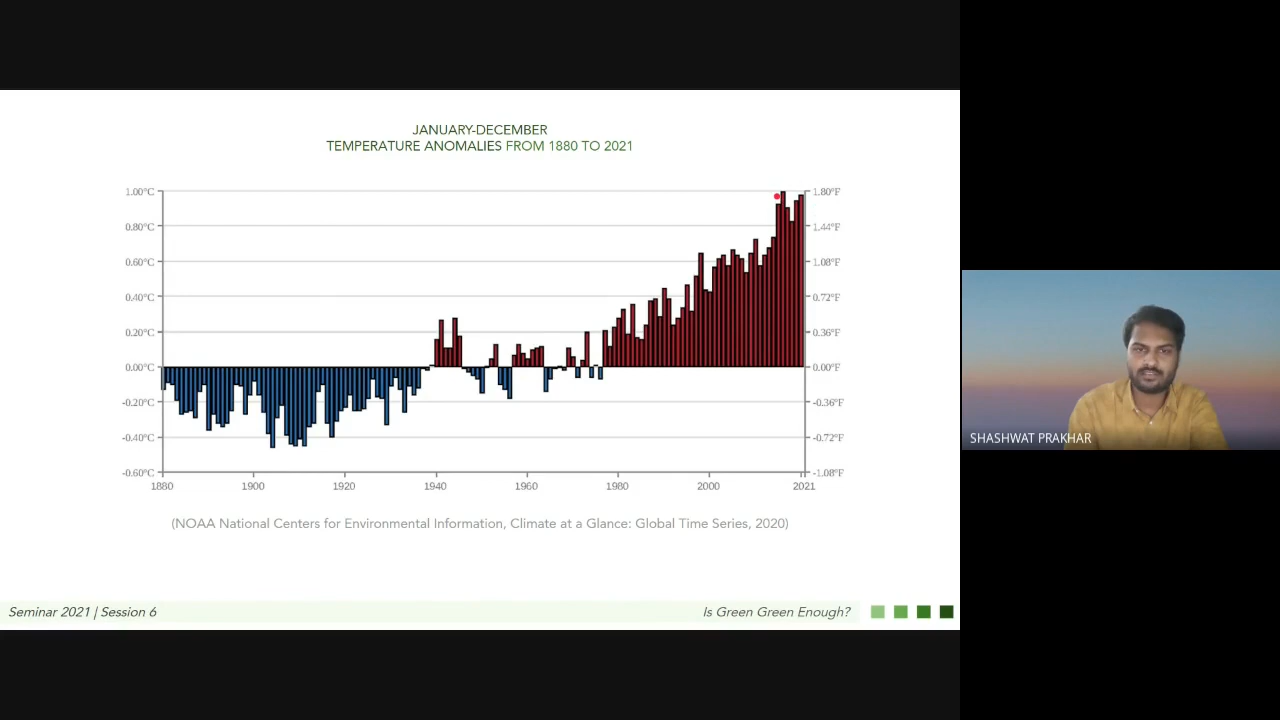 JANUARY-DECEMBER
TEMPERATURE ANOMALIES FROM 1880 TO 2021
1.00°C
0.80°C
0.60°C
0.40°C
0.20°C
0.00°C
-0.20°C
-0.40°C
-0.60°C
1.80°F
1.44°F
1.08°F
0.72°F
0.36°F
0.00°F
-0.36°F
-0.72°F
-1.08°F
1880 1900 1920 1940 1960 1980 2000 2021
(NOAA National Centers for Environmental Information, Climate at a Glance: Global Time Series, 2020)
Seminar 2021 | Session 6
Is Green Green Enough?
SHASHWAT PRAKHAR